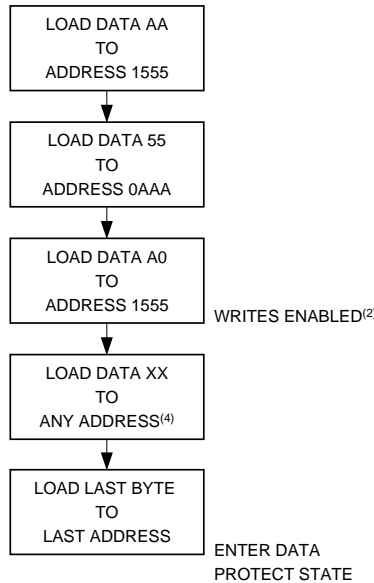 LOAD DATA AA
TO
ADDRESS 1555
LOAD DATA 55
TO
ADDRESS 0AAA
LOAD DATA A0
TO
ADDRESS 1555
WRITES ENABLED(2)
LOAD DATA XX
TO
ANY ADDRESS(4)
LOAD LAST BYTE
TO
LAST ADDRESS
ENTER DATA
PROTECT STATE